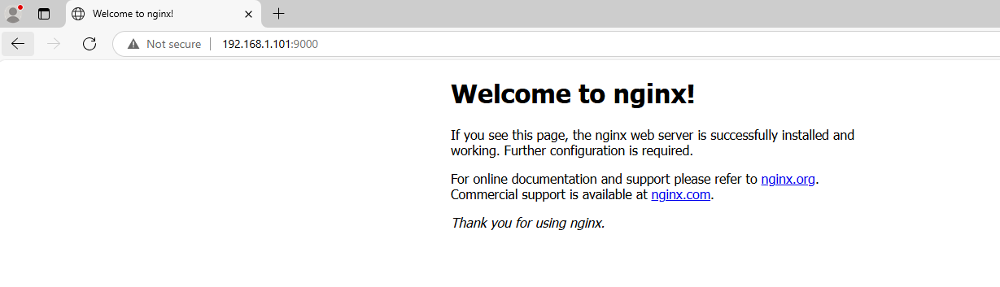 Welcome to nginx!
Not secure | 192.168.1.101:9000
Welcome to nginx!
If you see this page, the nginx web server is successfully installed and
working. Further configuration is required.
For online documentation and support please refer to nginx.org.
Commercial support is available at nginx.com.
Thank you for using nginx.